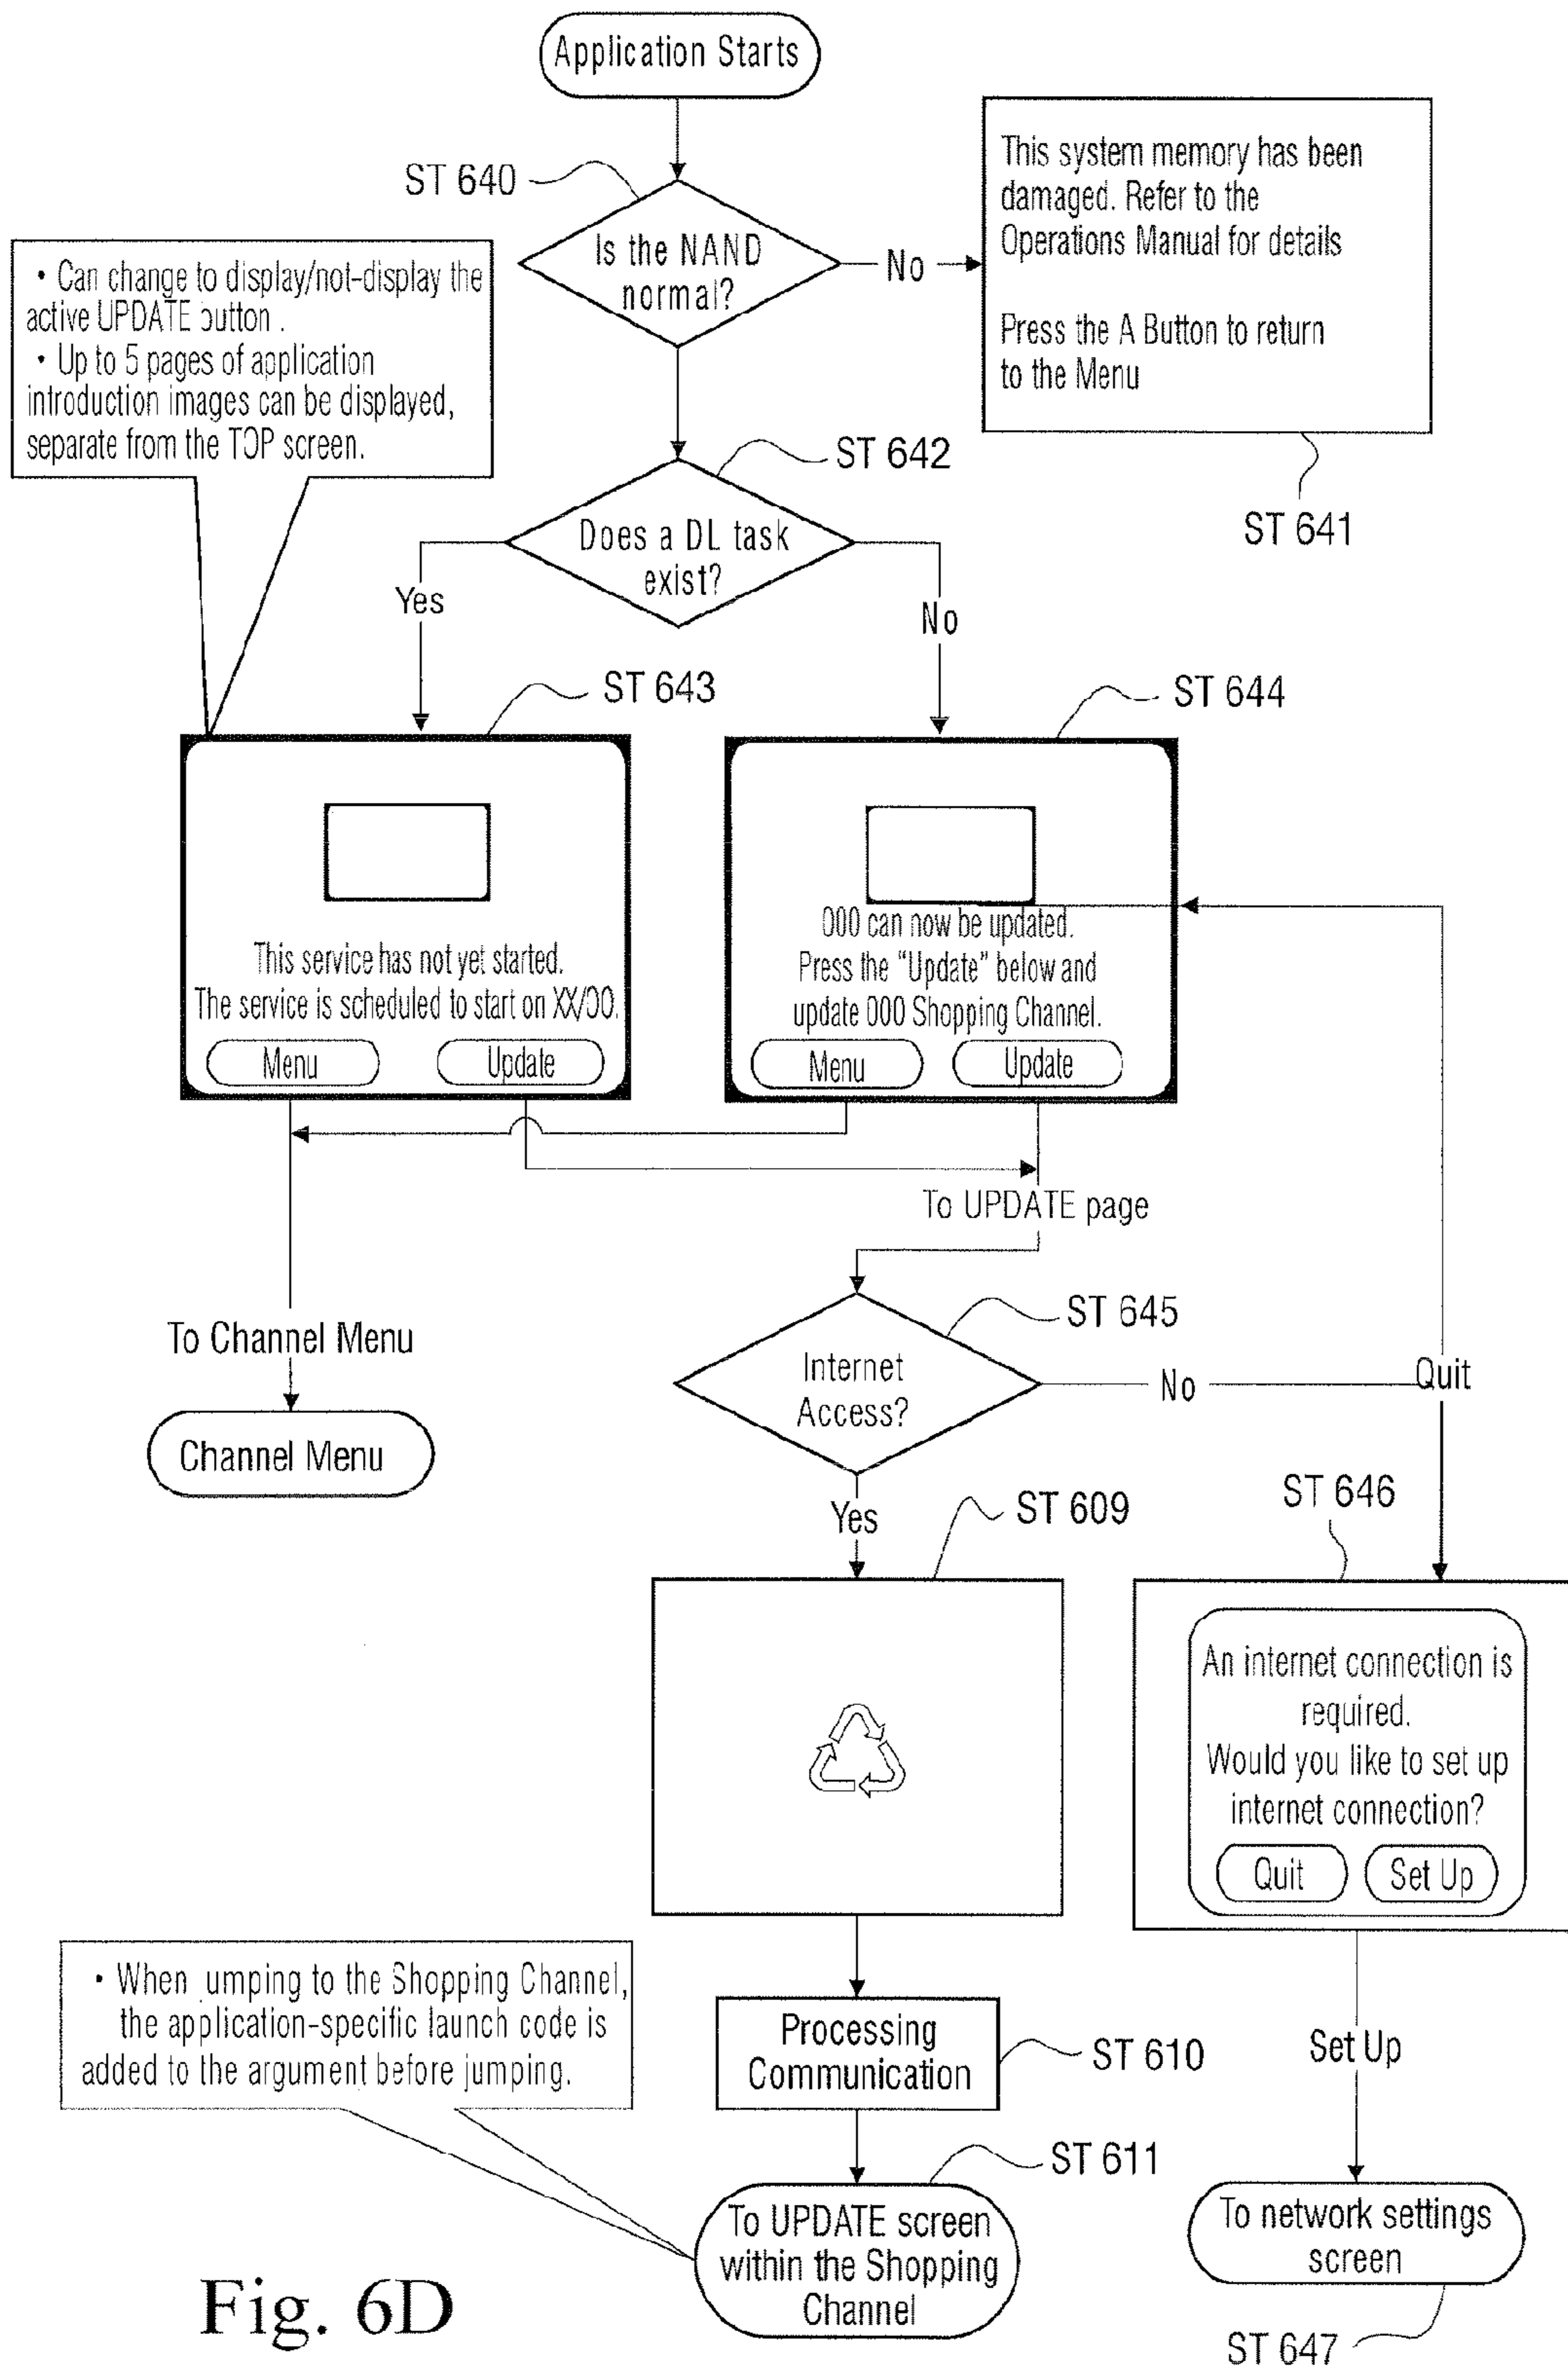 Application Starts
ST 640
Is the NAND
normal?
No
This system memory has been
damaged. Refer to the
Operations Manual for details
Press the A Button to return
to the Menu
ST 641
• Can change to display/not-display the
active UPDATE button.
• Up to 5 pages of application
introduction images can be displayed,
separate from the TOP screen.
ST 642
Does a DL task
exist?
Yes
No
ST 643
ST 644
This service has not yet started.
The service is scheduled to start on XX/OO.
Menu
Update
OOO can now be updated.
Press the “Update” below and
update OOO Shopping Channel.
Menu
Update
To UPDATE page
To Channel Menu
Channel Menu
ST 645
Internet
Access?
No
Quit
Yes
ST 609
ST 646
An internet connection is
required.
Would you like to set up
internet connection?
Quit
Set Up
• When jumping to the Shopping Channel,
the application-specific launch code is
added to the argument before jumping.
Processing
Communication
ST 610
Set Up
ST 611
To UPDATE screen
within the Shopping
Channel
To network settings
screen
ST 647
Fig. 6D